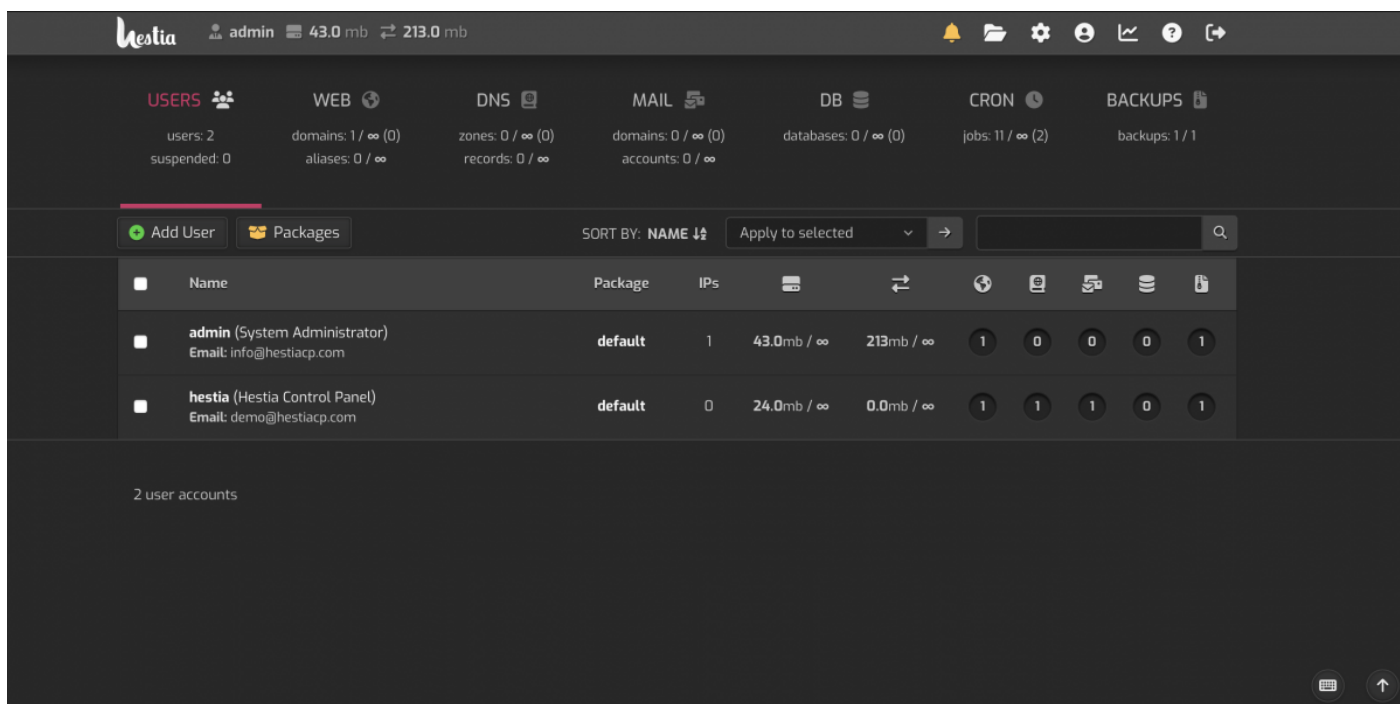 hestia admin 43.0 mb 213.0 mb
USERS WEB DNS MAIL DB CRON BACKUPS
users: 2 domains: 1 / ∞ (0) zones: 0 / ∞ (0) domains: 0 / ∞ (0) databases: 0 / ∞ (0) jobs: 11 / ∞ (2) backups: 1 / 1
suspended: 0 aliases: 0 / ∞ records: 0 / ∞ accounts: 0 / ∞
Add User Packages SORT BY: NAME Apply to selected
Name Package IPs
admin (System Administrator) default 1 43.0mb / ∞ 213mb / ∞ 1 0 0 0 1
Email: info@hestiacp.com
hestia (Hestia Control Panel) default 0 24.0mb / ∞ 0.0mb / ∞ 1 1 1 0 1
Email: demo@hestiacp.com
2 user accounts